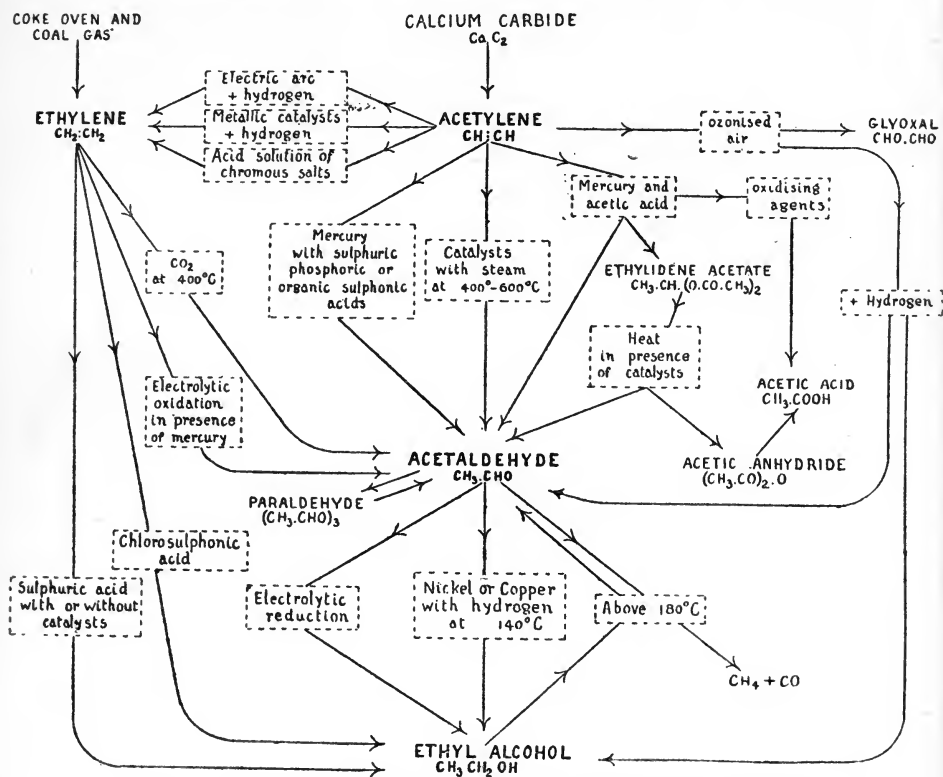 COKE OVEN AND
COAL GAS
CALCIUM CARBIDE
CaC2
Electric arc
+ hydrogen
ETHYLENE
CH2:CH2
Metallic catalysts
+ hydrogen
ACETYLENE
CH:CH
ozonised
air
GLYOXAL
CHO.CHO
Acid solution of
chromous salts
Mercury and
acetic acid
oxidising
agents
Mercury
with sulphuric
phosphoric or
organic sulphonic
acids
Catalysts
with steam
at 400°-600°C
CO2
at 400°C
ETHYLIDENE ACETATE
CH3.CH.(O.CO.CH3)2
+ Hydrogen
Heat
in presence
of catalysts
Electrolytic
oxidation
in presence
of mercury
ACETIC ACID
CH3.COOH
ACETALDEHYDE
CH3.CHO
ACETIC ANHYDRIDE
(CH3.CO)2.O
PARALDEHYDE
(CH3.CHO)3
Chlorosulphonic
acid
Sulphuric acid
with or without
catalysts
Electrolytic
reduction
Nickel or Copper
with hydrogen
at 140°C
Above 180°C
CH4 + CO
ETHYL ALCOHOL
CH3 CH2 OH